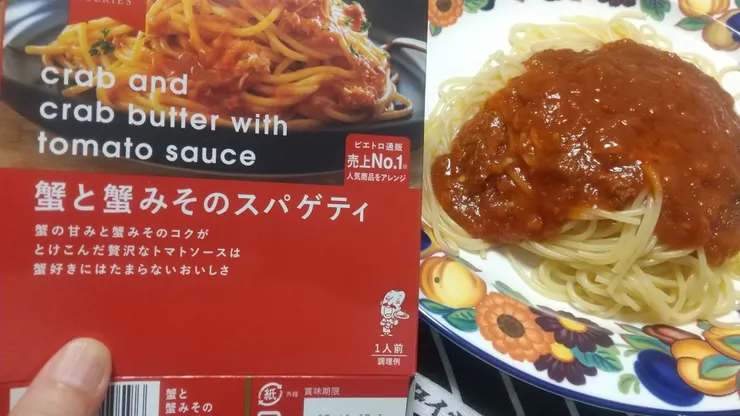 crab and
crab butter with
tomato sauce
ピエトロ通販
売上No.1
人気商品をアレンジ
蟹と蟹みそのスパゲティ
蟹の甘みと蟹みそのコクが
とけこんだ贅沢なトマトソースは
蟹好きにはたまらないおいしさ
1人前
調理例
蟹と
蟹みその
紙
外箱
賞味期限